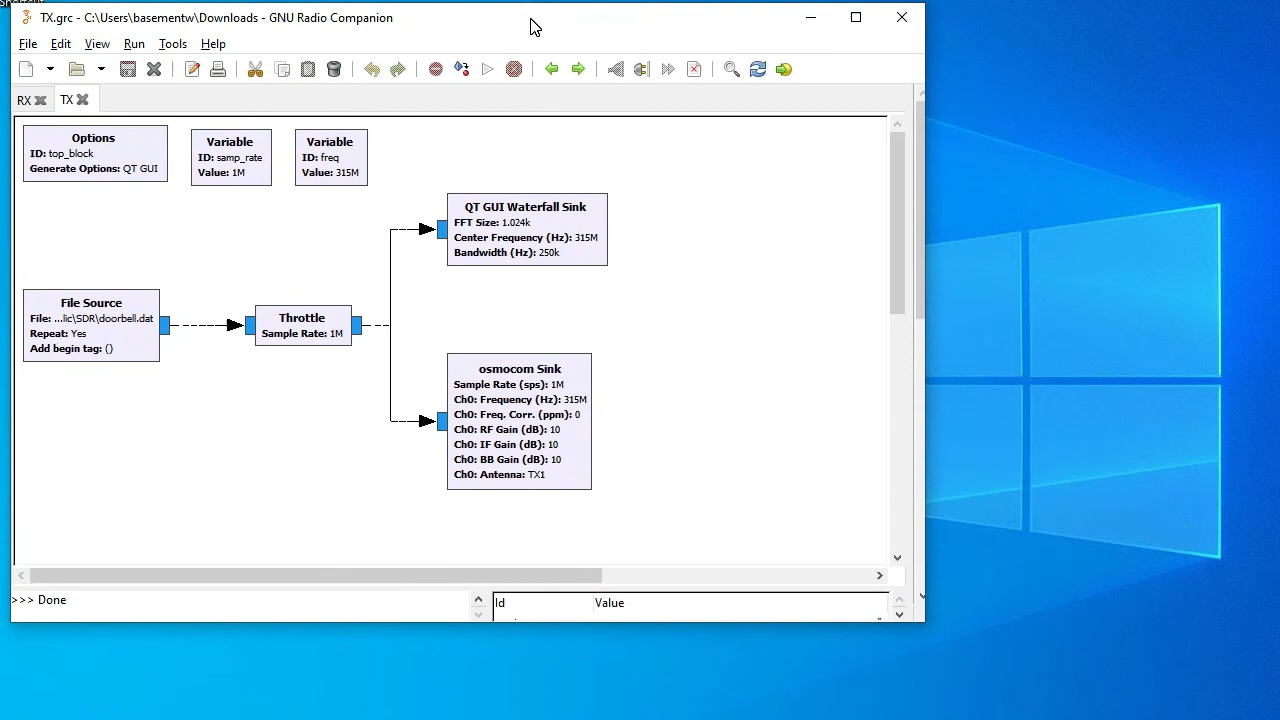 TX.grc - C:\Users\basementw\Downloads - GNU Radio Companion
File Edit View Run Tools Help
RX TX
Options
ID: top_block
Generate Options: QT GUI
Variable
ID: samp_rate
Value: 1M
Variable
ID: freq
Value: 315M
QT GUI Waterfall Sink
FFT Size: 1.024k
Center Frequency (Hz): 315M
Bandwidth (Hz): 250k
File Source
File: ...lic\SDR\doorbell.dat
Repeat: Yes
Add begin tag: ()
Throttle
Sample Rate: 1M
osmocom Sink
Sample Rate (sps): 1M
Ch0: Frequency (Hz): 315M
Ch0: Freq. Corr. (ppm): 0
Ch0: RF Gain (dB): 10
Ch0: IF Gain (dB): 10
Ch0: BB Gain (dB): 10
Ch0: Antenna: TX1
>>> Done
Id Value